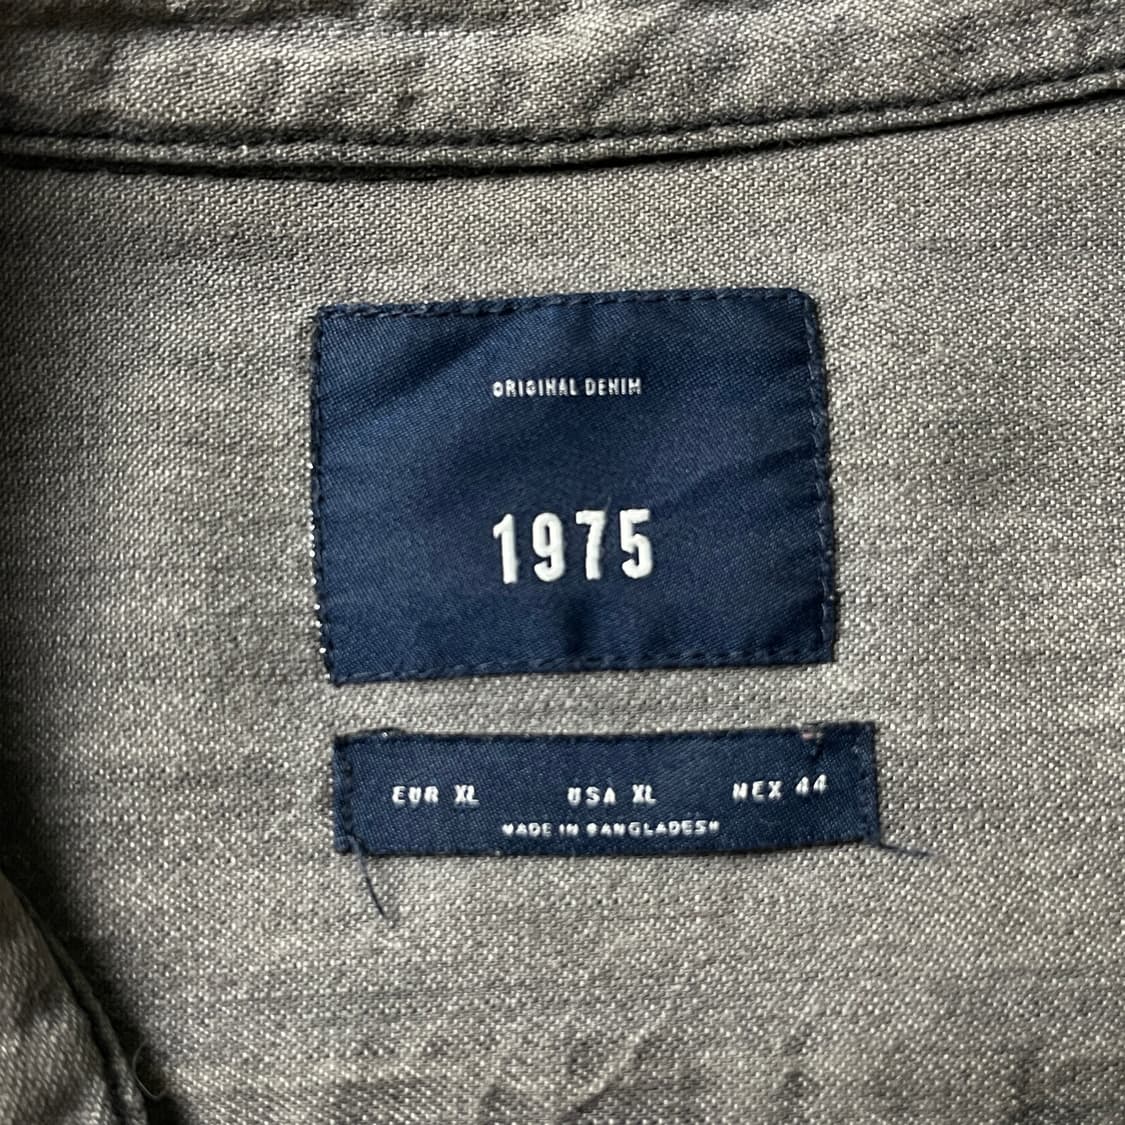 ORIGINAL DENIM
1975
EUR XL USA XL MEX 44
MADE IN BANGLADESH